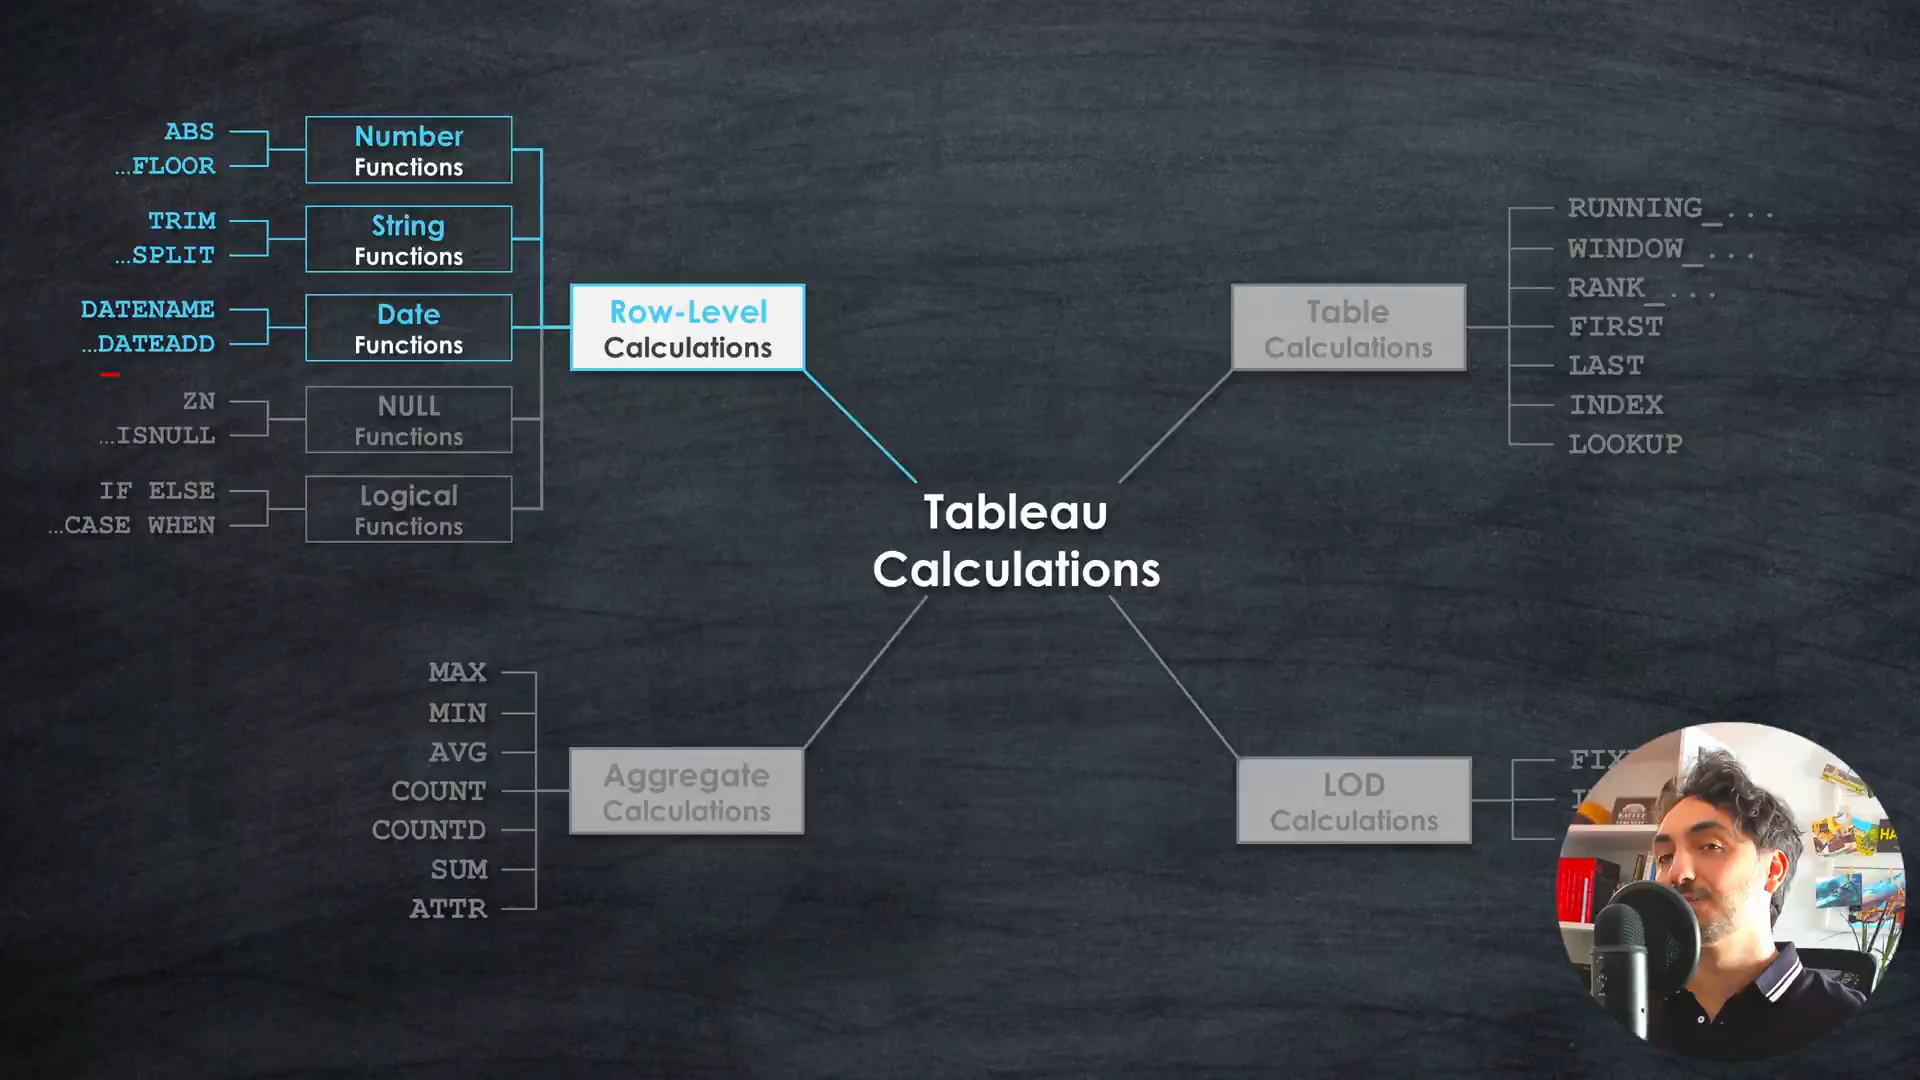 ABS
...FLOOR
Number
Functions
TRIM
...SPLIT
String
Functions
DATENAME
...DATEADD
Date
Functions
ZN
...ISNULL
NULL
Functions
IF ELSE
...CASE WHEN
Logical
Functions
Row-Level
Calculations
Table
Calculations
RUNNING_...
WINDOW_...
RANK_...
FIRST
LAST
INDEX
LOOKUP
Tableau
Calculations
MAX
MIN
AVG
COUNT
COUNTD
SUM
ATTR
Aggregate
Calculations
LOD
Calculations